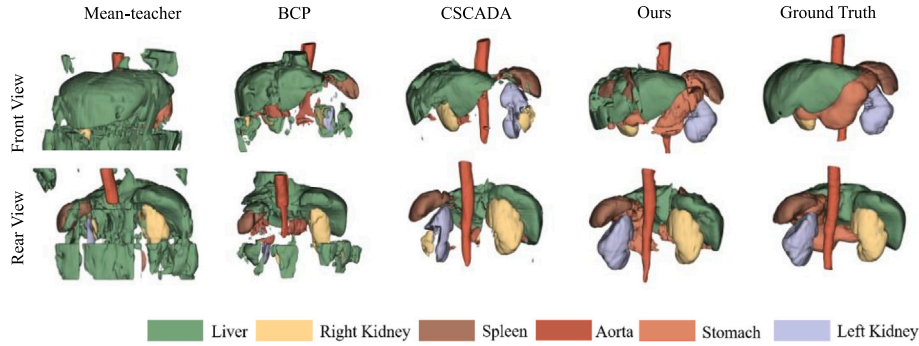 Mean-teacher BCP CSCADA Ours Ground Truth
Front View
Rear View
Liver Right Kidney Spleen Aorta Stomach Left Kidney